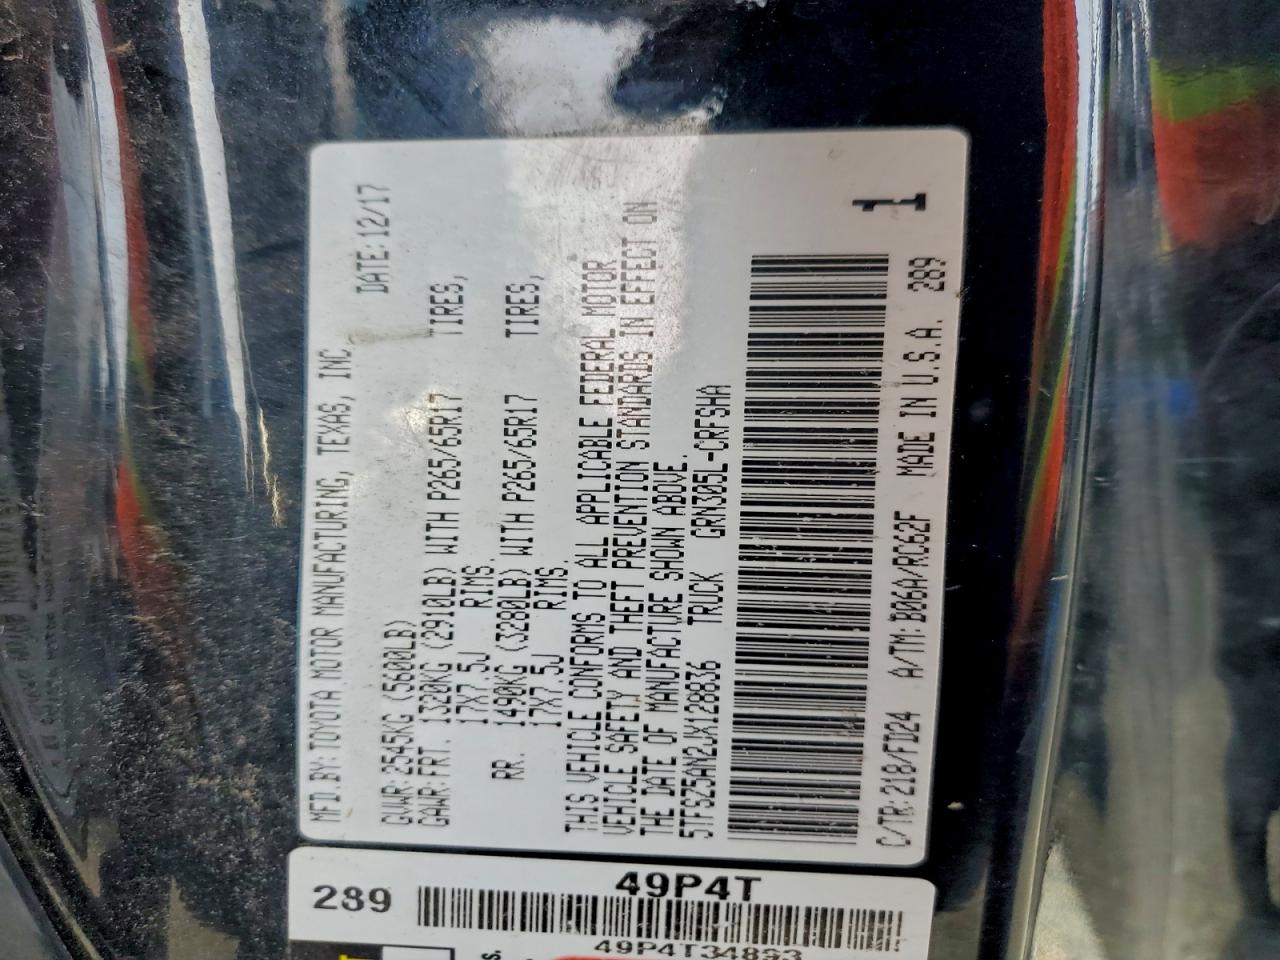 MFD.BY: TOYOTA MOTOR MANUFACTURING, TEXAS, INC
DATE: 12/17
GVWR 2545KG (5600LB)
GAWR:FRT. 1320KG (2910LB) WITH P265/65R17 TIRES,
17X7.5J RIMS
RR. 1490KG (3280LB) WITH P265/65R17 TIRES,
17X7.5J RIMS.
THIS VEHICLE CONFORMS TO ALL APPLICABLE FEDERAL MOTOR
VEHICLE SAFETY AND THEFT PREVENTION STANDARDS IN EFFECT ON
THE DATE OF MANUFACTURE SHOWN ABOVE.
5TFSZ5AN2JX128836 TRUCK GRN305L-CRFSHA
C/TR: 218/FD24 A/TM: B06A/RC62F MADE IN U.S.A. 289
1
49P4T
289